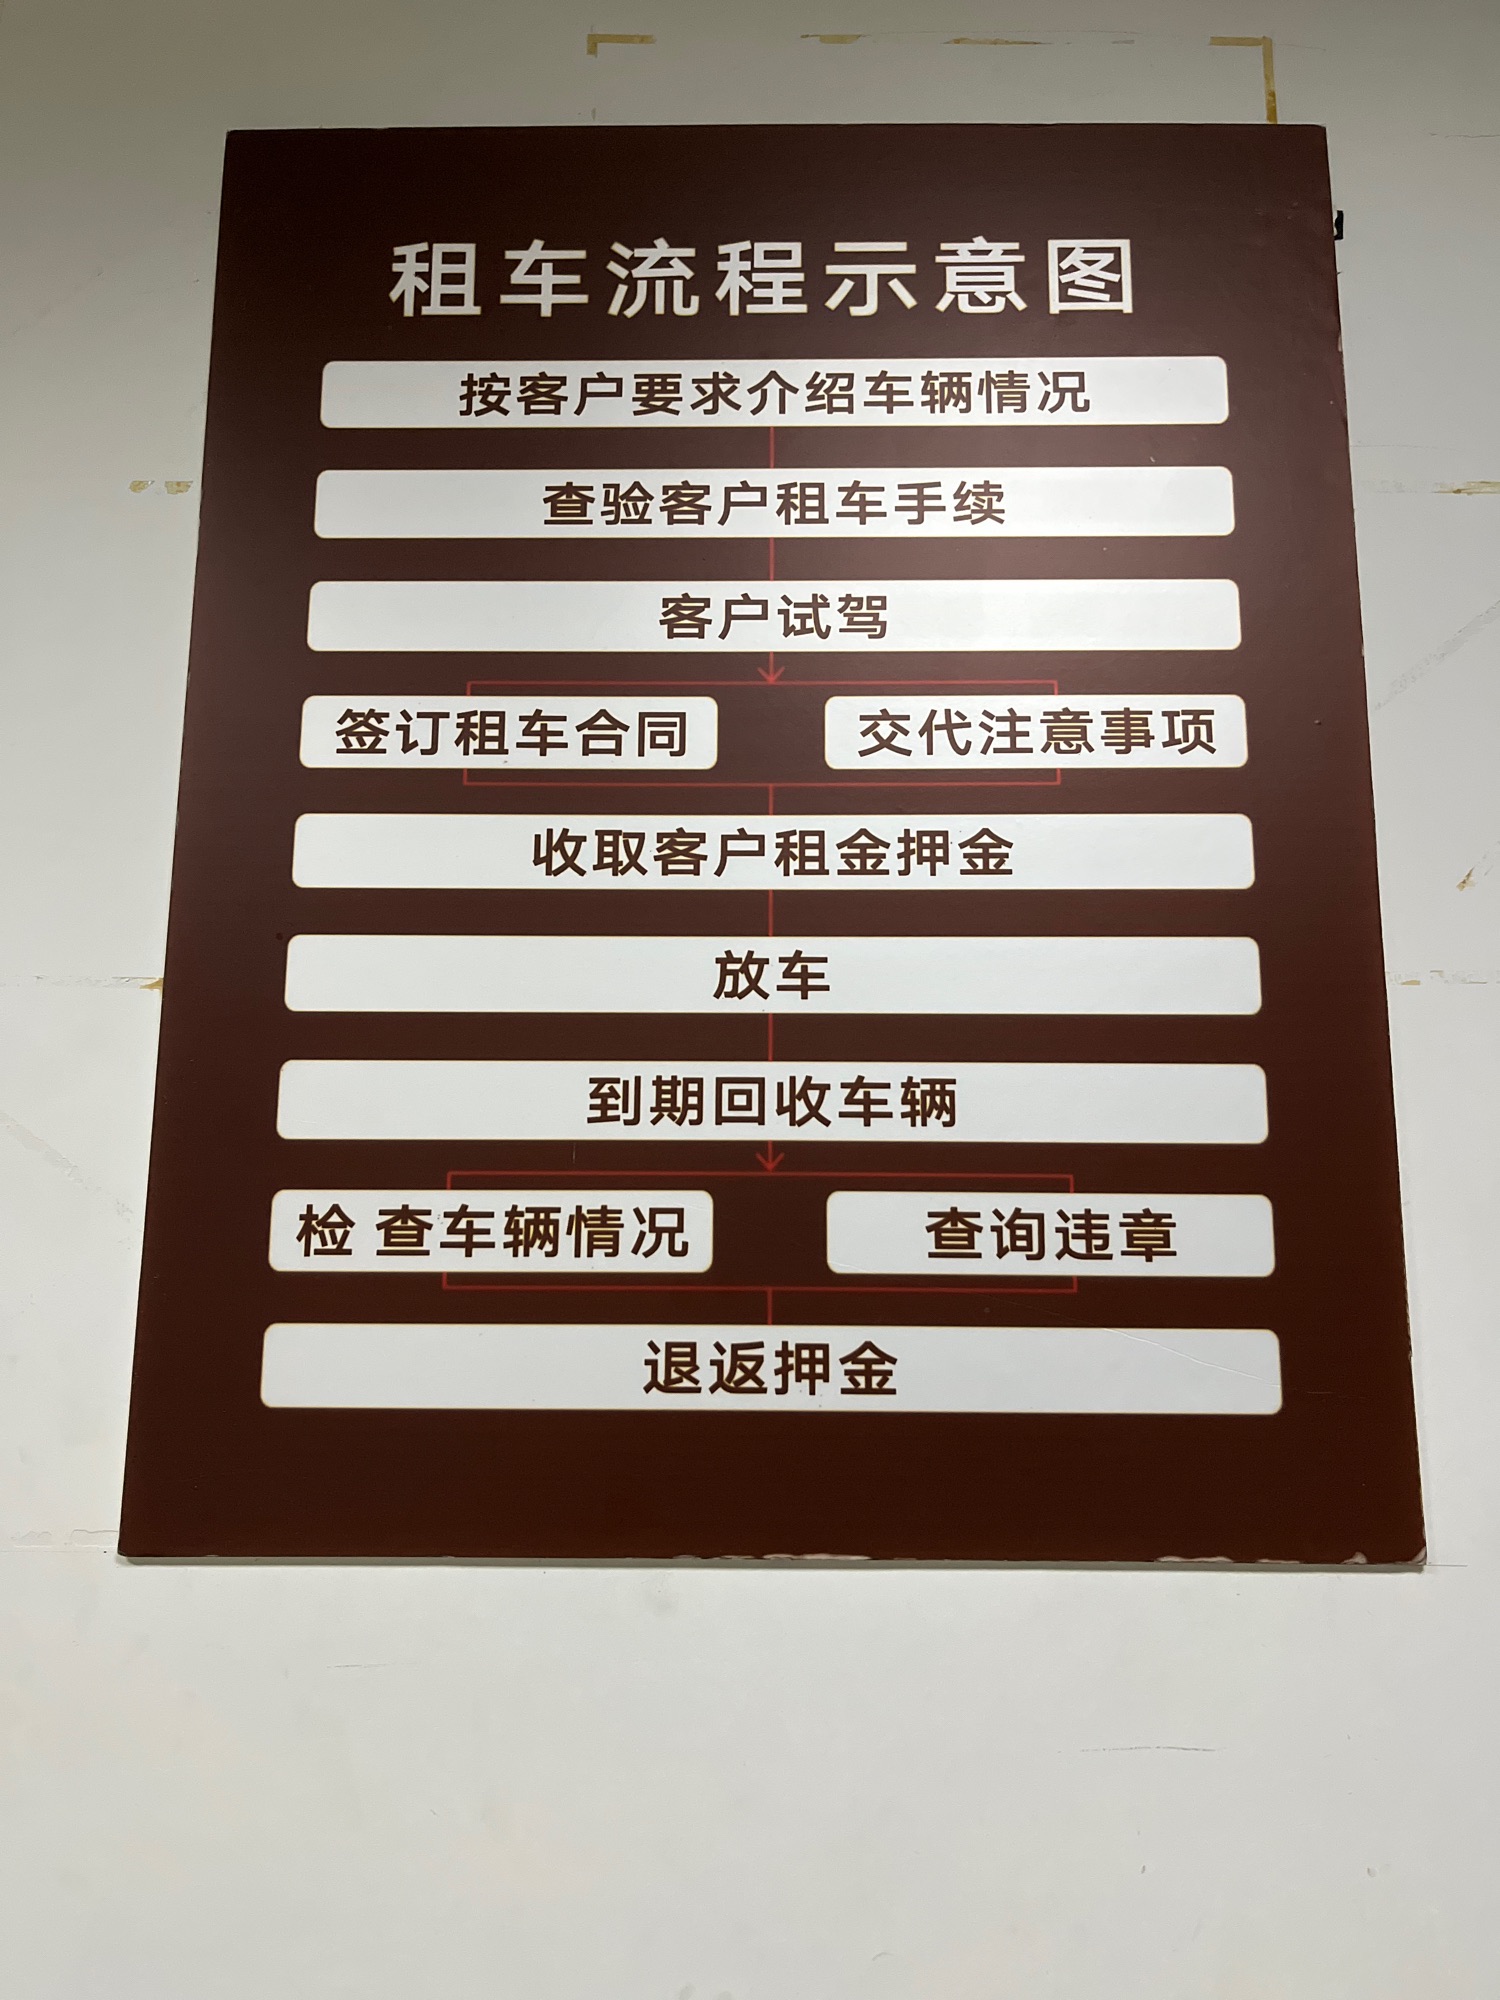 租车流程示意图
按客户要求介绍车辆情况
查验客户租车手续
客户试驾
签订租车合同
交代注意事项
收取客户租金押金
放车
到期回收车辆
检 查车辆情况
查询违章
退返押金